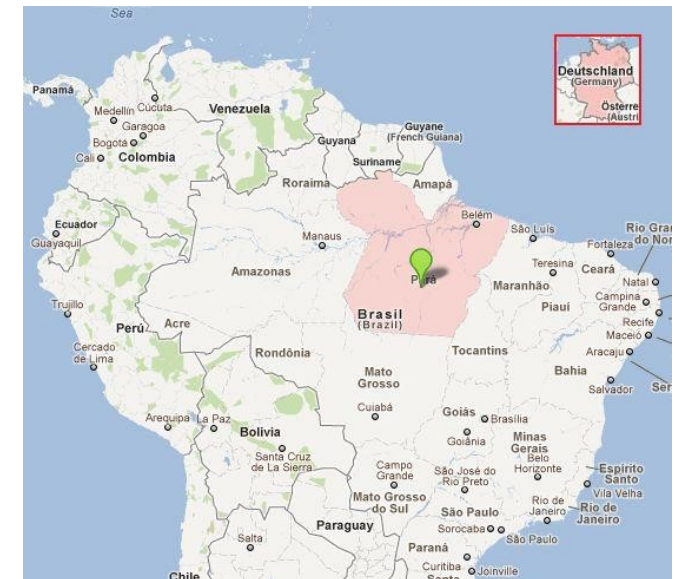 Sea
Panamá
Medellín
Cúcuta
Garagoa
Bogotá
Cali
Colombia
Venezuela
Guyana
Suriname
Guyane
(French Guiana)
Deutschland
(Germany)
Österre
(Austri
Roraima
Amapá
Ecuador
Guayaquil
Manaus
Belém
São Luís
Rio Gran
do Nor
Fortaleza
Amazonas
Pará
Teresina
Ceará
Maranhão
Natal
Piauí
Campina
Grande
Recife
Maceió
Trujillo
Perú
Acre
Brasil
(Brazil)
Cercado
de Lima
Rondônia
Tocantins
Aracaju
Mato
Grosso
Bahia
Salvador
Ser
Arequipa
La Paz
Bolivia
Cuiabá
Goiás
Brasília
Goiânia
Minas
Gerais
Santa Cruz
de La Sierra
Campo
Grande
São José do
Rio Preto
Belo
Horizonte
Espírito
Santo
Vila Velha
Mato Grosso
do Sul
São Paulo
Rio de
Janeiro
Rio de
Janeiro
Paraguay
Sorocaba
São Paulo
Salta
Paraná
Curitiba
Joinville
Chile
Santa